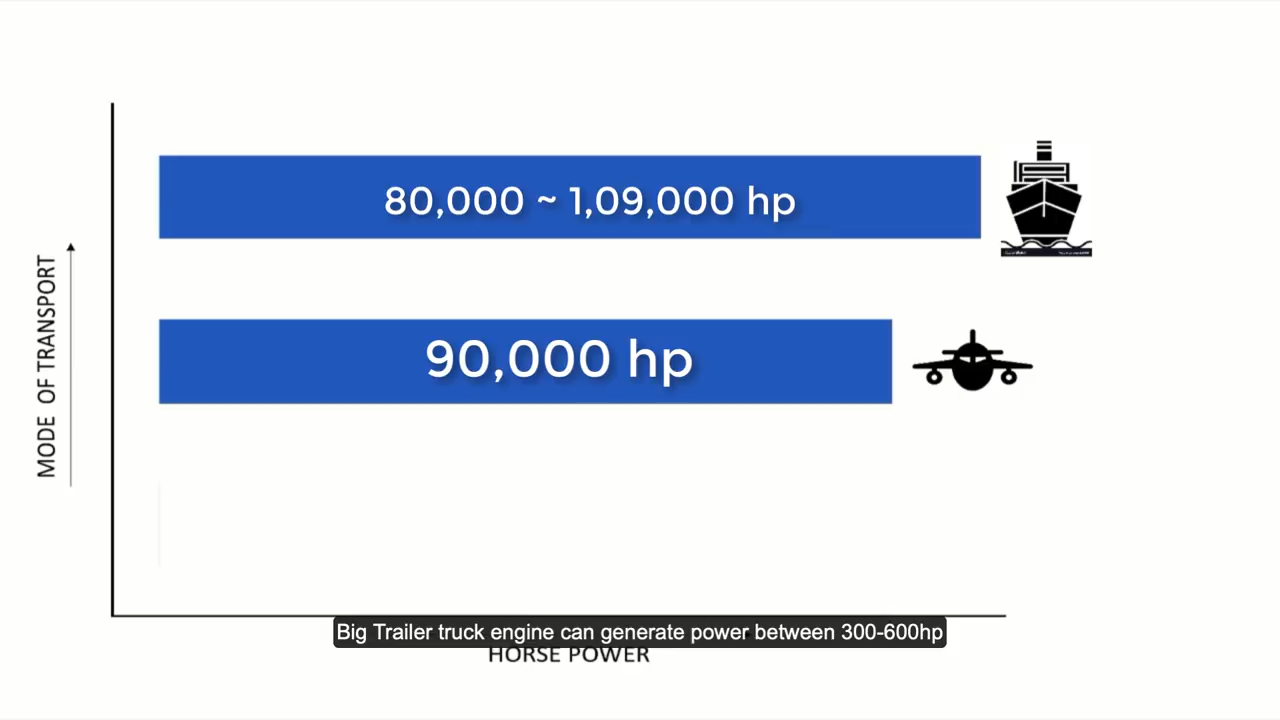 80,000 ~ 1,09,000 hp
MODE OF TRANSPORT
90,000 hp
Big Trailer truck engine can generate power between 300-600hp
HORSE POWER